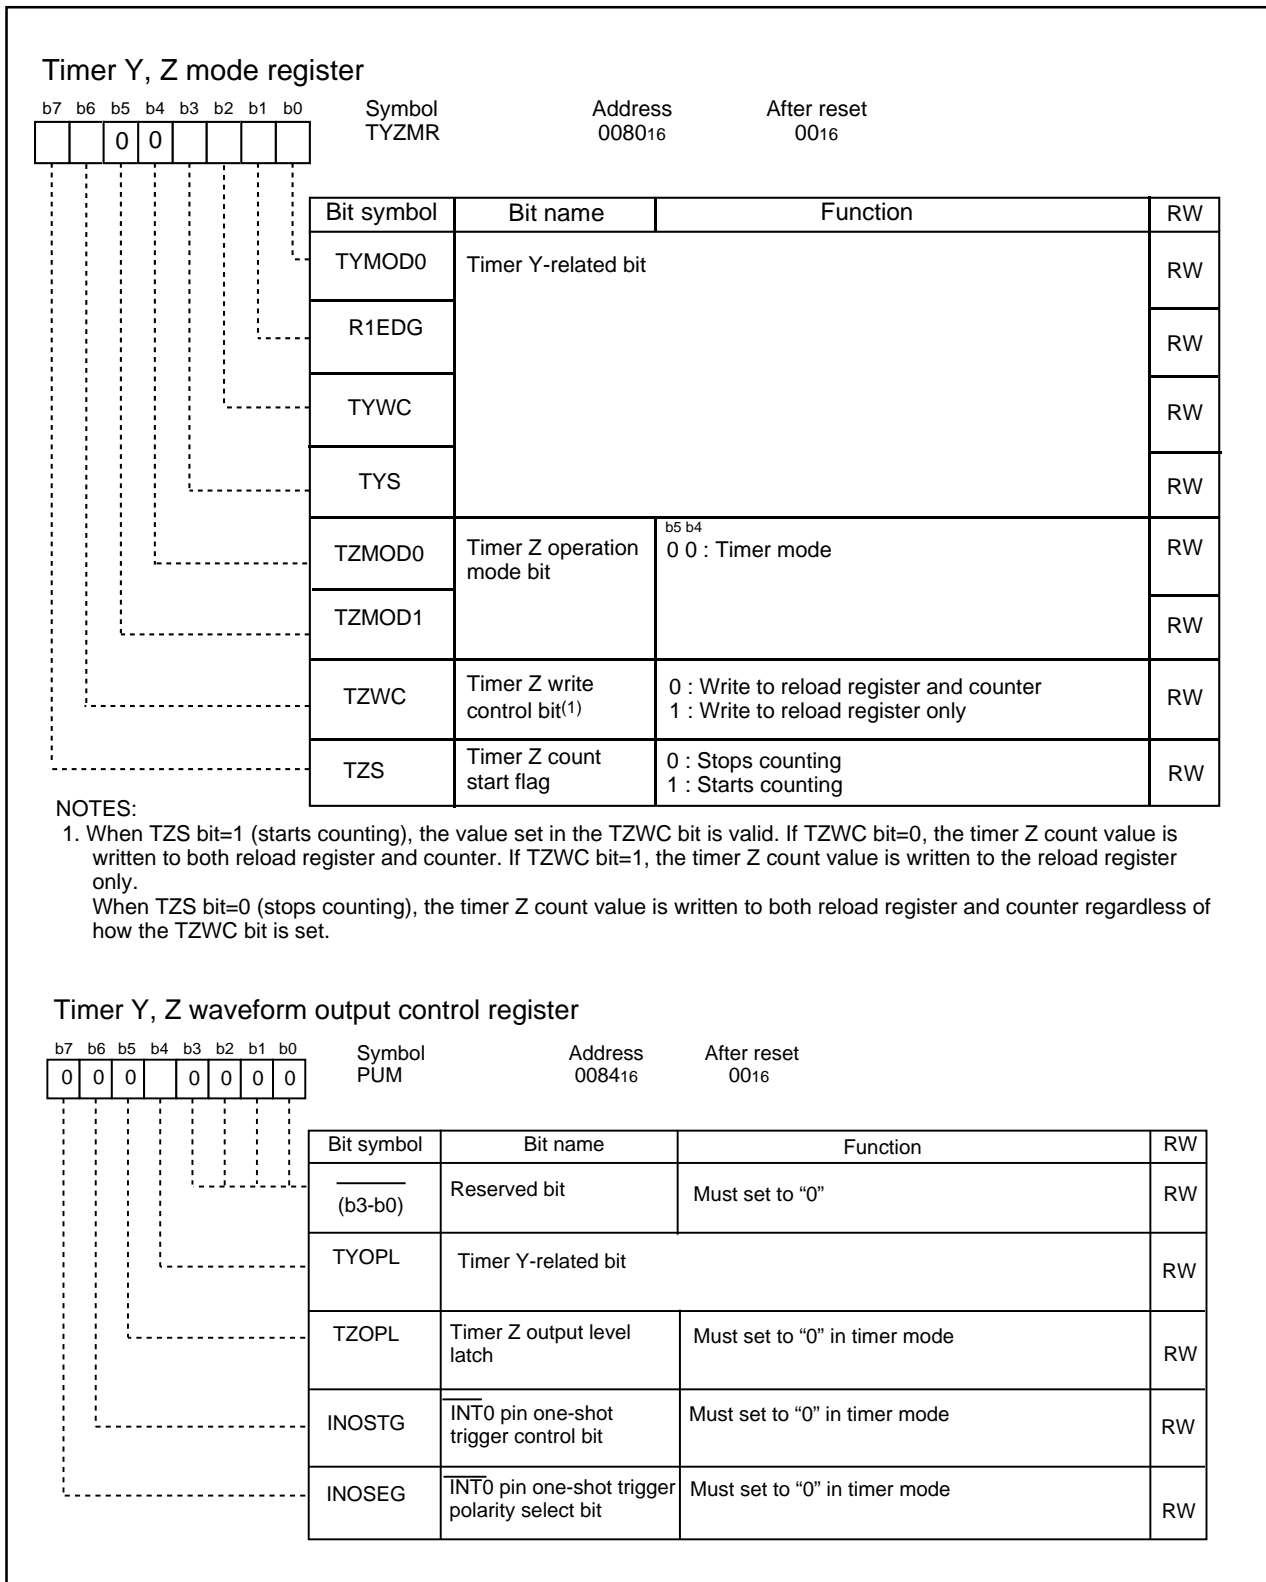 Timer Y, Z mode register
b7 b6 b5 b4 b3 b2 b1 b0
Symbol Address After reset
TYZMR 008016 0016
0 0
Bit symbol Bit name Function RW
TYMOD0 Timer Y-related bit RW
R1EDG RW
TYWC RW
TYS RW
b5 b4
TZMOD0 Timer Z operation 0 0 : Timer mode RW
mode bit
TZMOD1 RW
TZWC Timer Z write 0 : Write to reload register and counter RW
control bit(1) 1 : Write to reload register only
TZS Timer Z count 0 : Stops counting RW
start flag 1 : Starts counting
NOTES:
1. When TZS bit=1 (starts counting), the value set in the TZWC bit is valid. If TZWC bit=0, the timer Z count value is
written to both reload register and counter. If TZWC bit=1, the timer Z count value is written to the reload register
only.
When TZS bit=0 (stops counting), the timer Z count value is written to both reload register and counter regardless of
how the TZWC bit is set.
Timer Y, Z waveform output control register
b7 b6 b5 b4 b3 b2 b1 b0
Symbol Address After reset
PUM 008416 0016
0 0 0 0 0 0 0
Bit symbol Bit name Function RW
(b3-b0) Reserved bit Must set to “0” RW
TYOPL Timer Y-related bit RW
TZOPL Timer Z output level Must set to “0” in timer mode RW
latch
INOSTG INT0 pin one-shot Must set to “0” in timer mode RW
trigger control bit
INOSEG INT0 pin one-shot trigger Must set to “0” in timer mode RW
polarity select bit